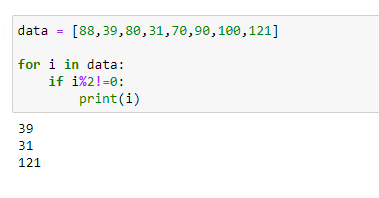 data = [88,39,80,31,70,90,100,121]
for i in data:
    if i%2!=0:
        print(i)
39
31
121